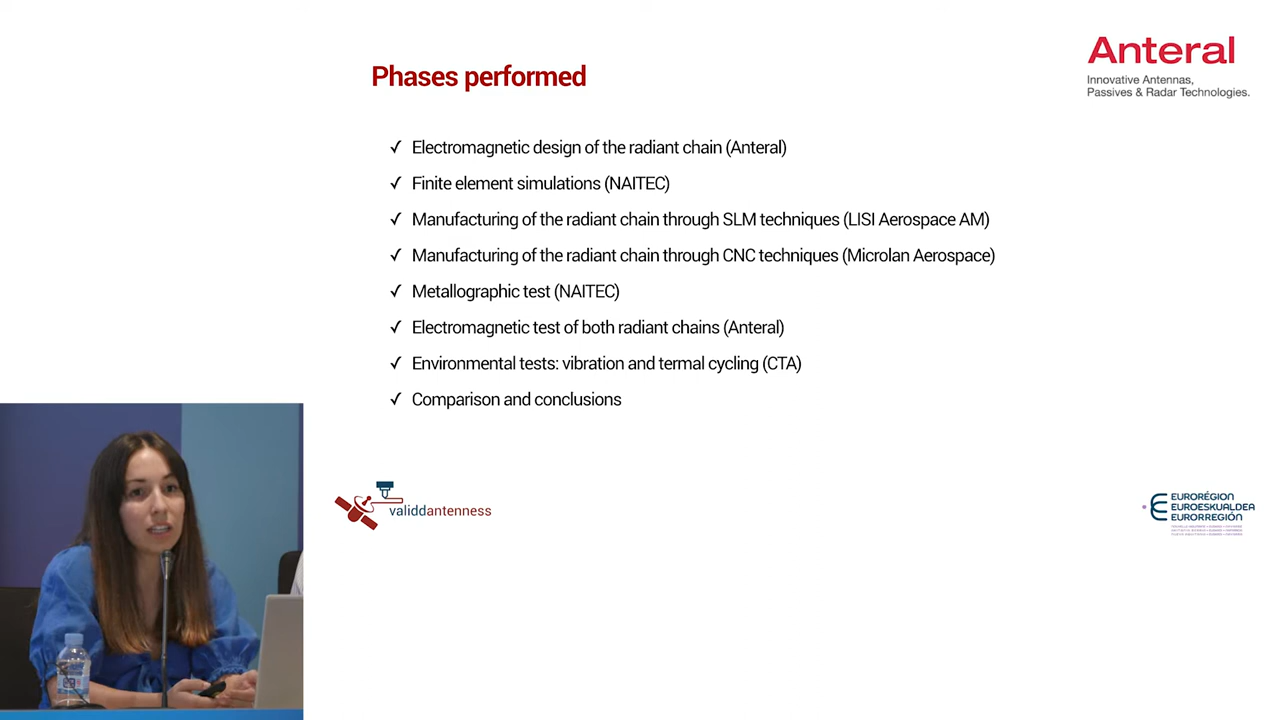 Anteral
Innovative Antennas,
Passives & Radar Technologies.
Phases performed
✓ Electromagnetic design of the radiant chain (Anteral)
✓ Finite element simulations (NAITEC)
✓ Manufacturing of the radiant chain through SLM techniques (LISI Aerospace AM)
✓ Manufacturing of the radiant chain through CNC techniques (Microlan Aerospace)
✓ Metallographic test (NAITEC)
✓ Electromagnetic test of both radiant chains (Anteral)
✓ Environmental tests: vibration and termal cycling (CTA)
✓ Comparison and conclusions
validdantenness
EURORÉGION
EUROESKUALDEA
EURORREGIÓN